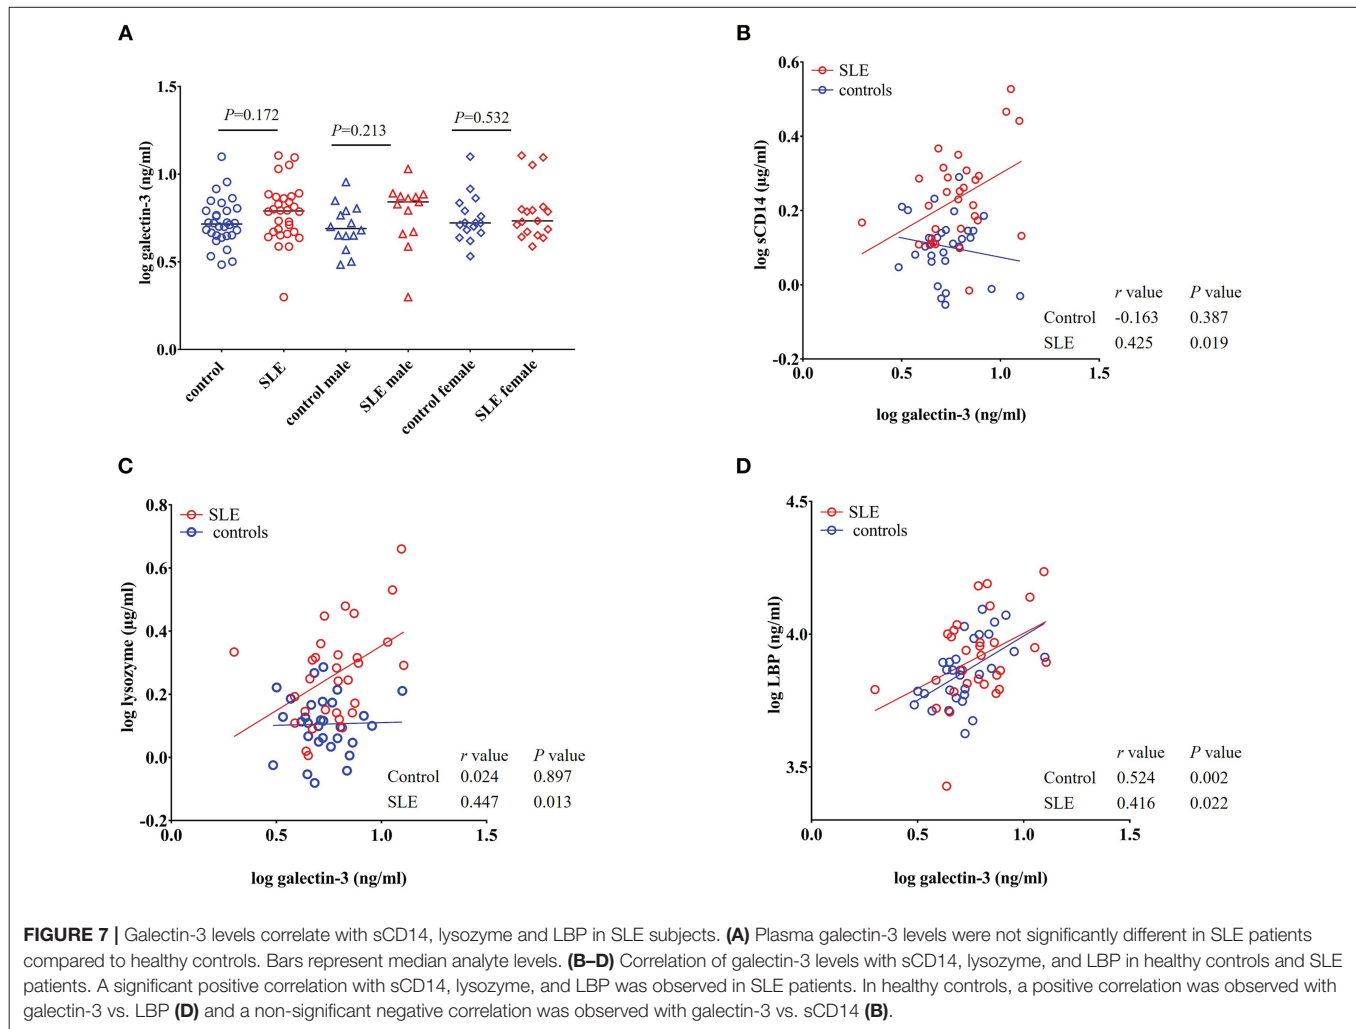 A
1.5
1.0
0.5
0.0
log galectin-3 (ng/ml)
P=0.172
P=0.213
P=0.532
control
SLE
control male
SLE male
control female
SLE female
B
SLE
controls
0.6
0.4
0.2
0.0
-0.2
log sCD14 (µg/ml)
r value P value
Control -0.163 0.387
SLE 0.425 0.019
0.0 0.5 1.0 1.5
log galectin-3 (ng/ml)
C
SLE
controls
0.8
0.6
0.4
0.2
0.0
-0.2
log lysozyme (µg/ml)
r value P value
Control 0.024 0.897
SLE 0.447 0.013
0.0 0.5 1.0 1.5
log galectin-3 (ng/ml)
D
SLE
controls
4.5
4.0
3.5
log LBP (ng/ml)
r value P value
Control 0.524 0.002
SLE 0.416 0.022
0.0 0.5 1.0 1.5
log galectin-3 (ng/ml)
FIGURE 7 | Galectin-3 levels correlate with sCD14, lysozyme and LBP in SLE subjects. (A) Plasma galectin-3 levels were not significantly different in SLE patients
compared to healthy controls. Bars represent median analyte levels. (B–D) Correlation of galectin-3 levels with sCD14, lysozyme, and LBP in healthy controls and SLE
patients. A significant positive correlation with sCD14, lysozyme, and LBP was observed in SLE patients. In healthy controls, a positive correlation was observed with
galectin-3 vs. LBP (D) and a non-significant negative correlation was observed with galectin-3 vs. sCD14 (B).